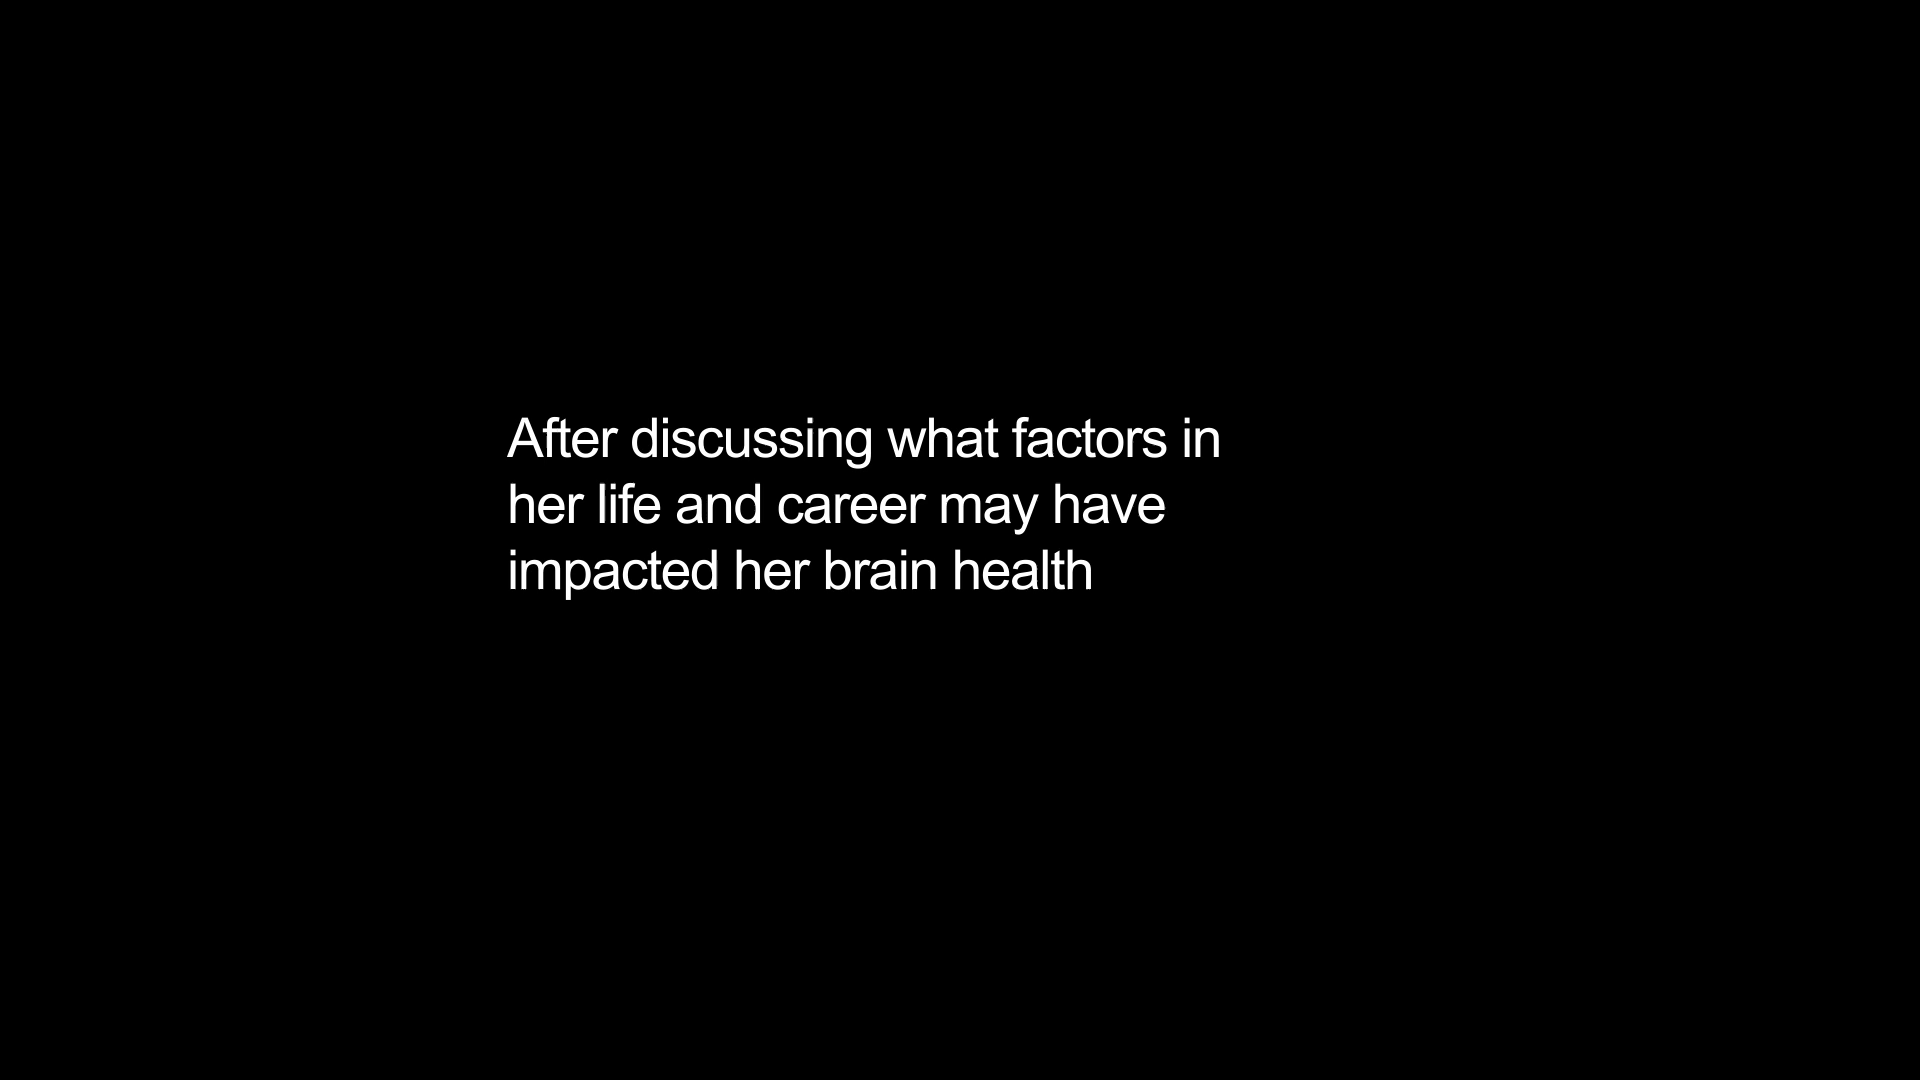 After discussing what factors in
her life and career may have
impacted her brain health